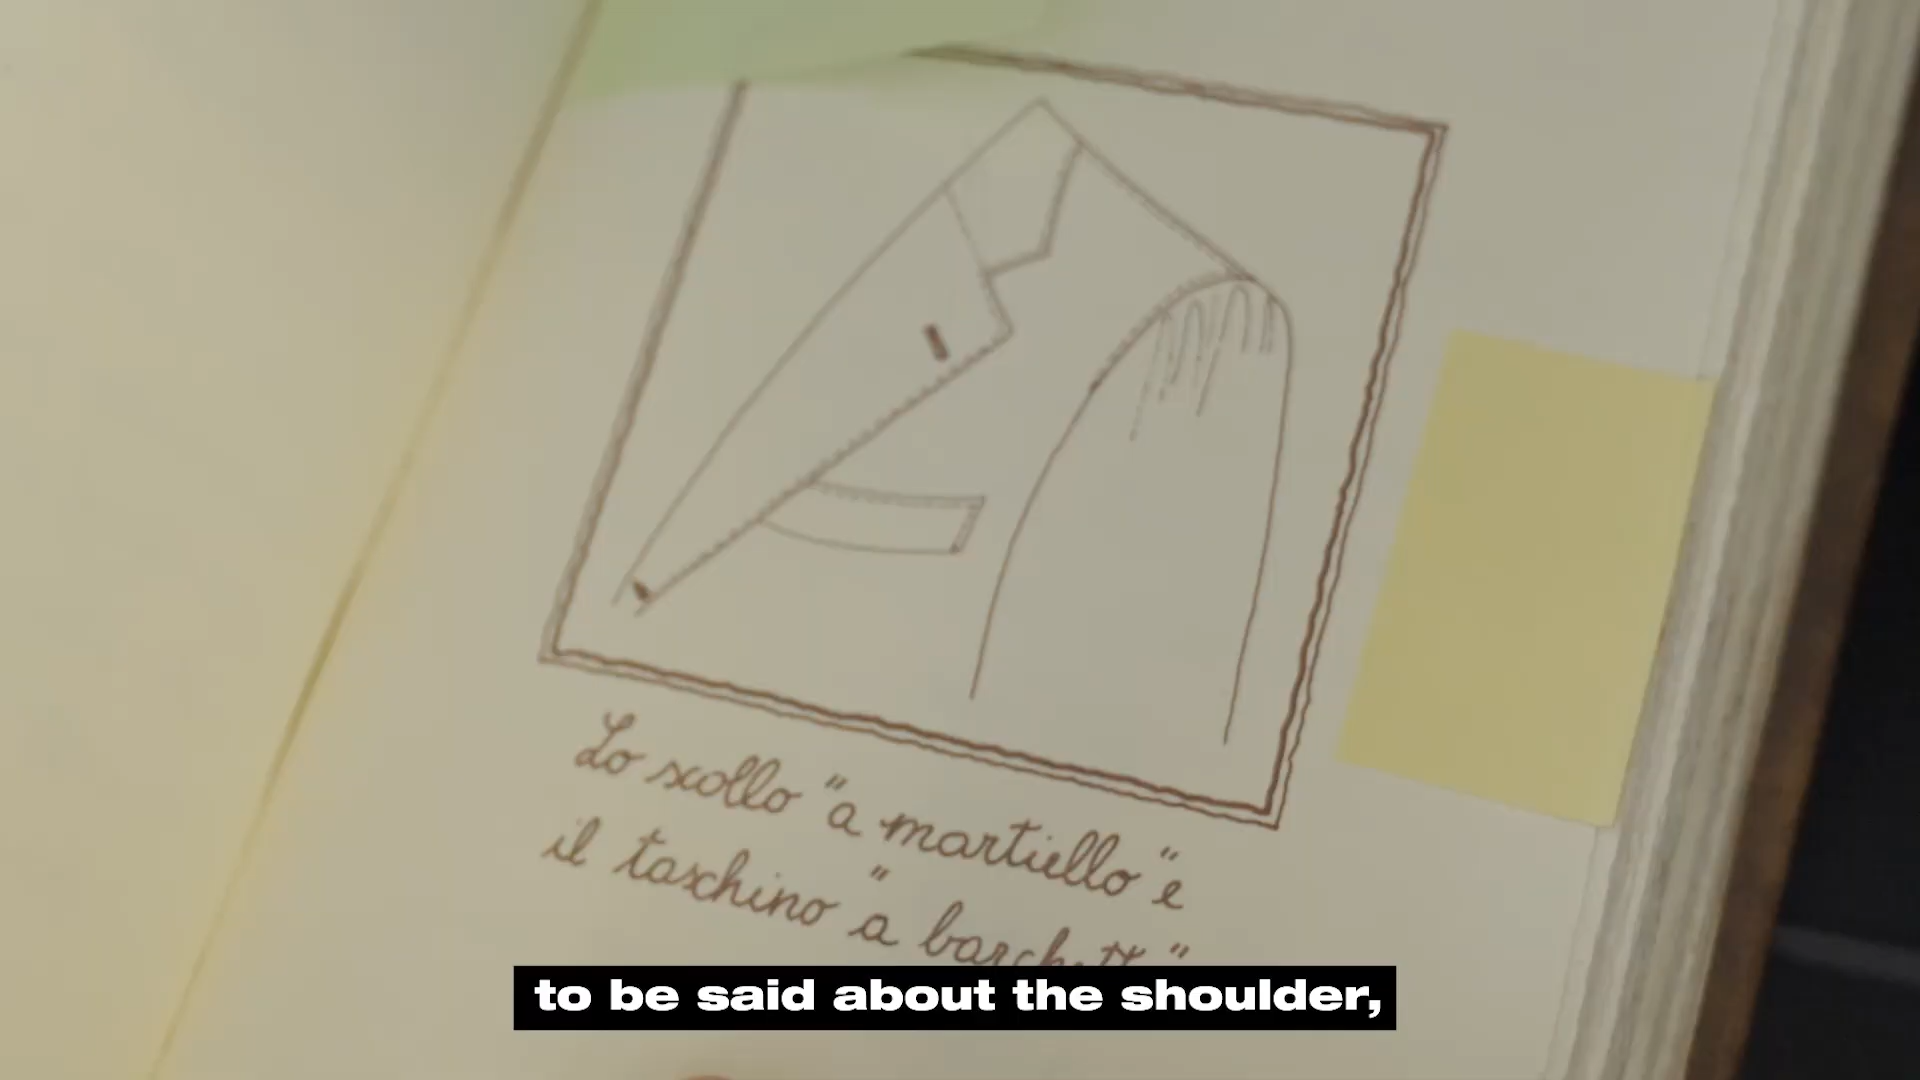 Lo scollo "a martiello" e
il taschino "a
to be said about the shoulder,